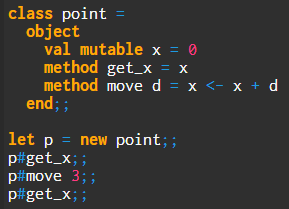 class point =
  object
    val mutable x = 0
    method get_x = x
    method move d = x <- x + d
  end;;

let p = new point;;
p#get_x;;
p#move 3;;
p#get_x;;